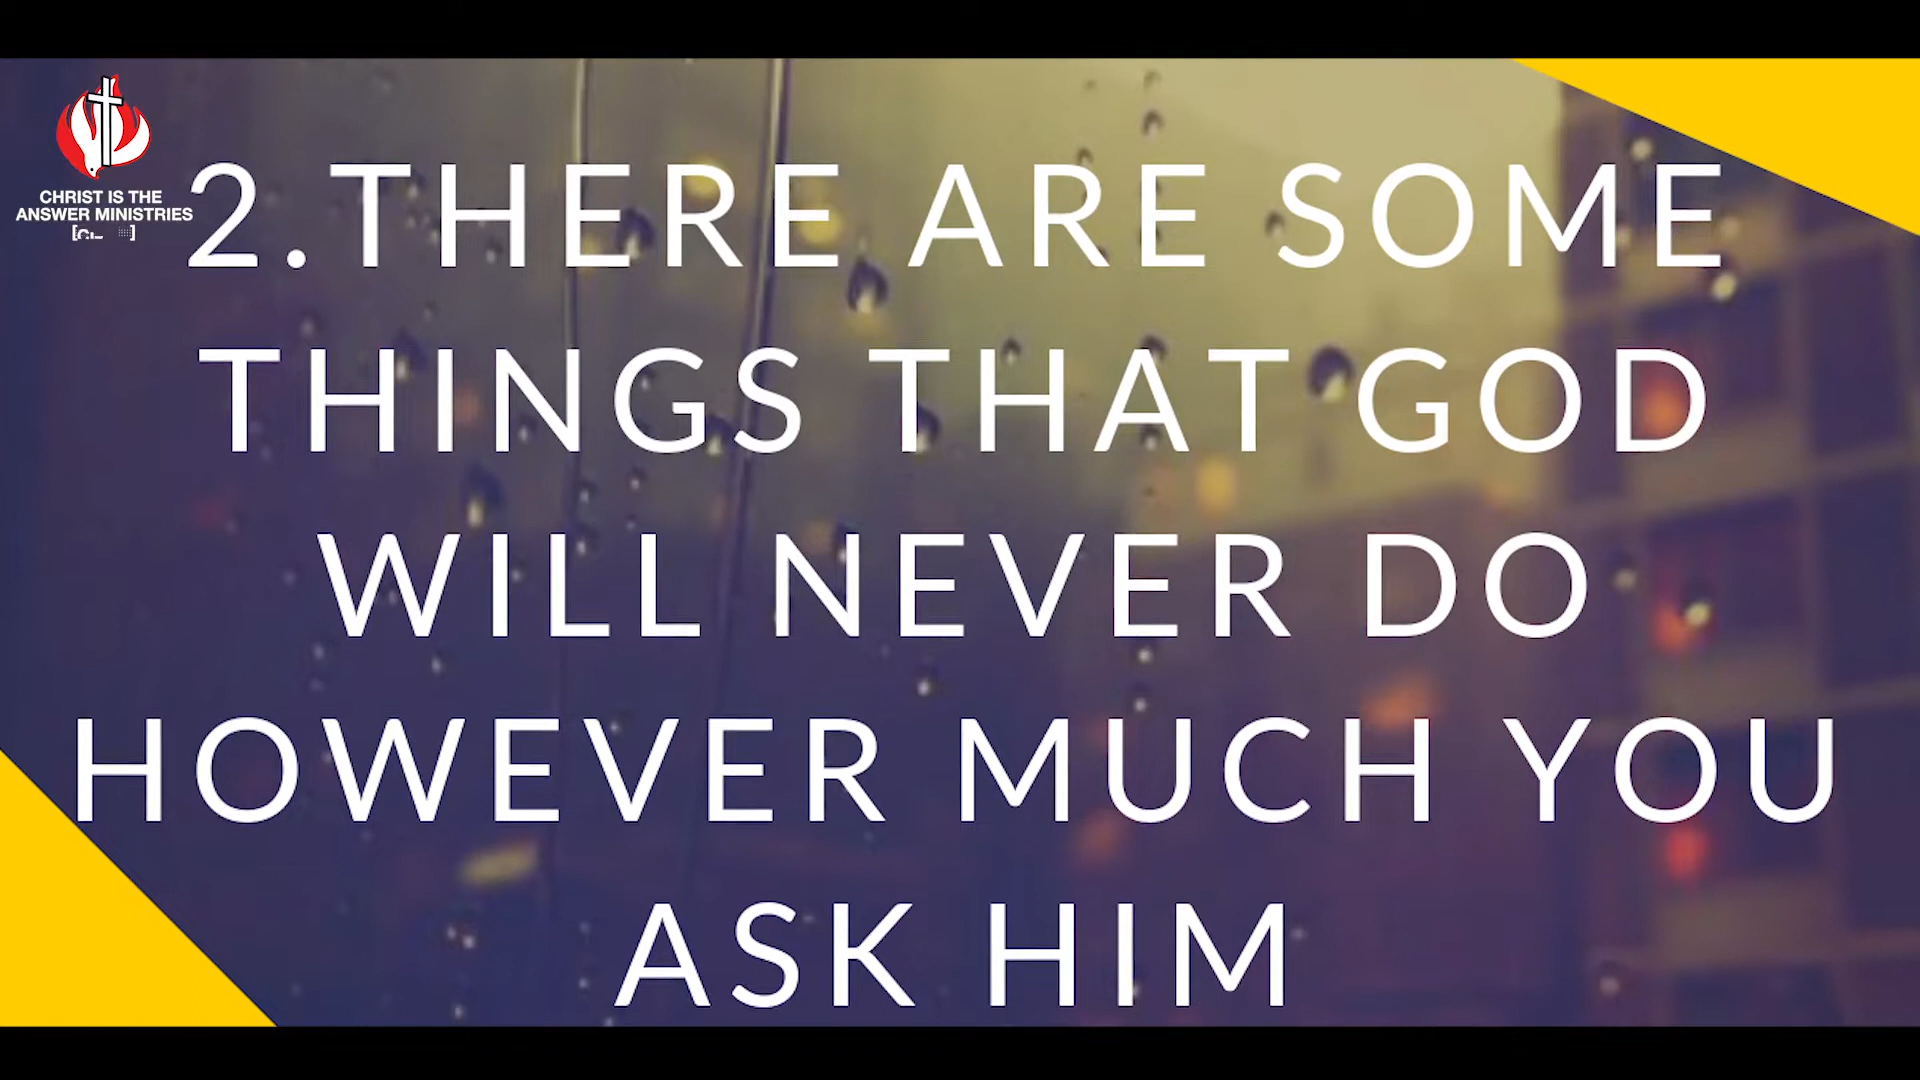 CHRIST IS THE
ANSWER MINISTRIES
2.THERE ARE SOME
THINGS THAT GOD
WILL NEVER DO
HOWEVER MUCH YOU
ASK HIM